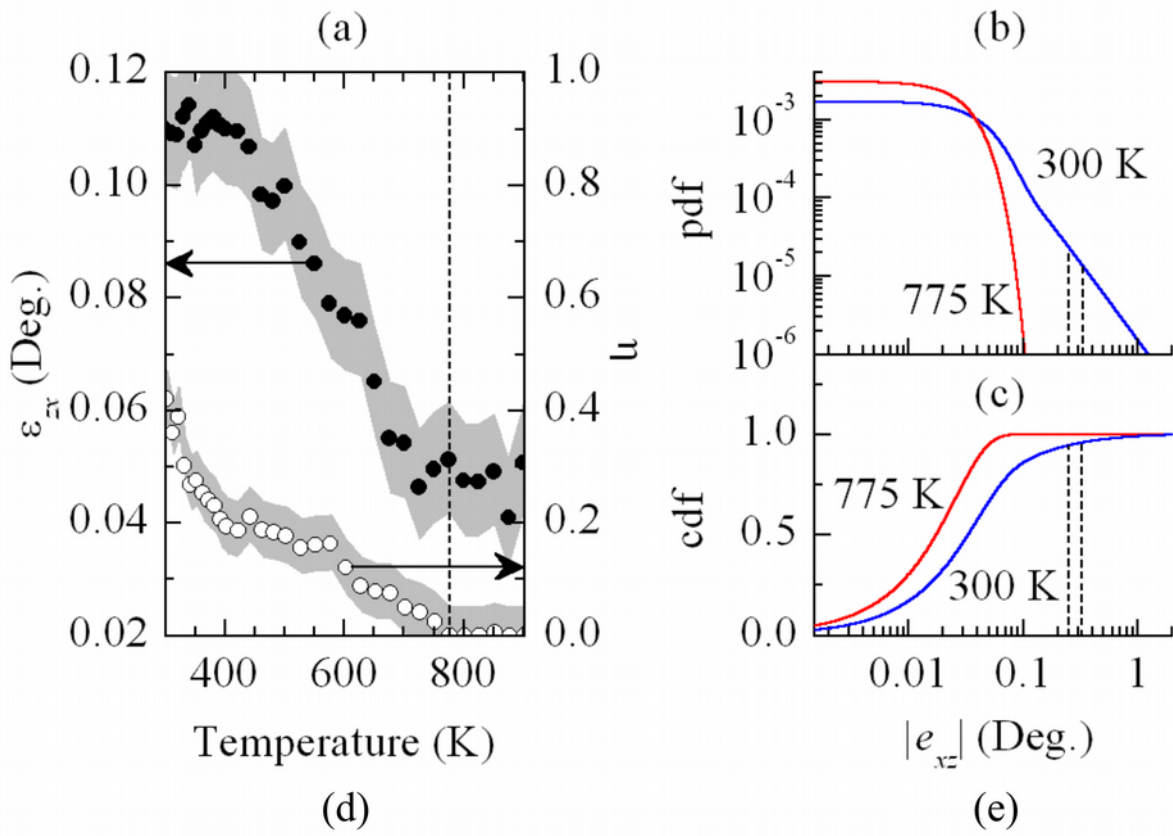 (a)
0.12
0.10
0.08
0.06
0.04
0.02
ε_zx (Deg.)
1.0
0.8
0.6
0.4
0.2
0.0
η
400 600 800
Temperature (K)
(d)
(b)
10^-3
10^-4
10^-5
10^-6
pdf
300 K
775 K
(c)
1.0
0.5
0.0
cdf
775 K
300 K
0.01 0.1 1
|e_xz| (Deg.)
(e)